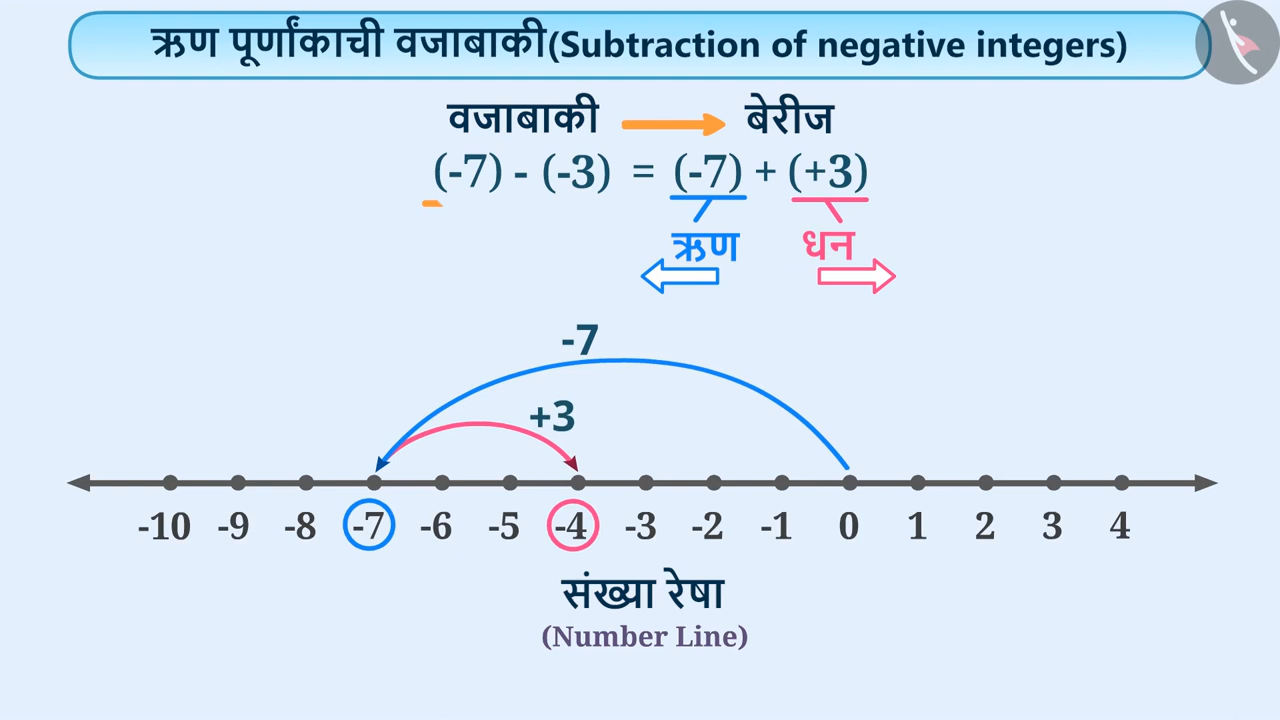 ऋण पूर्णांकाची वजाबाकी(Subtraction of negative integers)
वजाबाकी बेरीज
(-7) - (-3) = (-7) + (+3)
ऋण धन
-7
+3
-10 -9 -8 -7 -6 -5 -4 -3 -2 -1 0 1 2 3 4
संख्या रेषा
(Number Line)